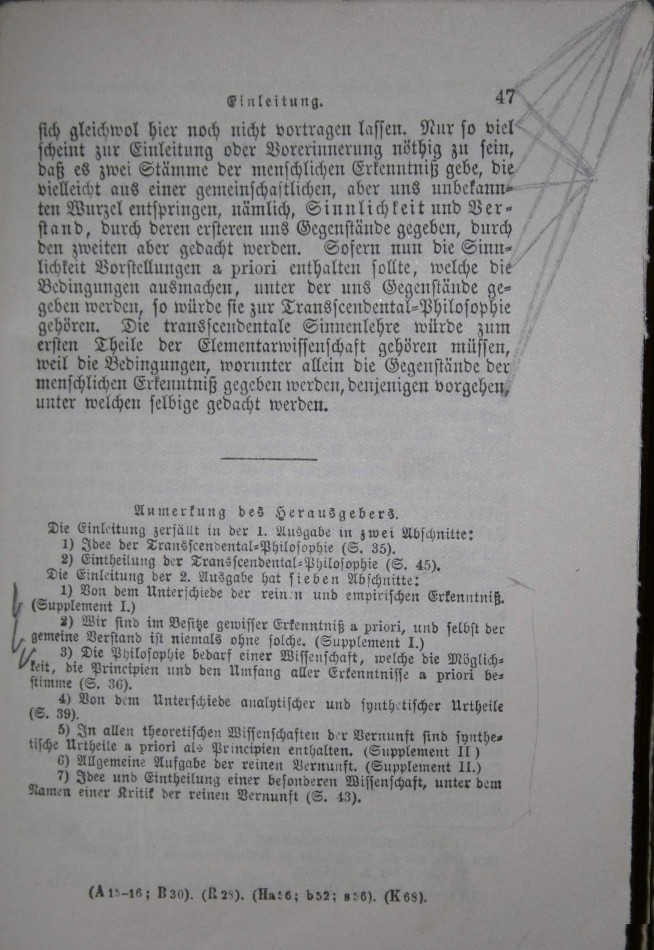 Einleitung. 47
sich gleichwol hier noch nicht vortragen lassen. Nur so viel
scheint zur Einleitung oder Vorerinnerung nöthig zu sein,
daß es zwei Stämme der menschlichen Erkenntniß gebe, die
vielleicht aus einer gemeinschaftlichen, aber uns unbekann-
ten Wurzel entspringen, nämlich, Sinnlichkeit und Ver-
stand, durch deren ersteren uns Gegenstände gegeben, durch
den zweiten aber gedacht werden. Sofern nun die Sinn-
lichkeit Vorstellungen a priori enthalten sollte, welche die
Bedingungen ausmachen, unter der uns Gegenstände ge-
geben werden, so würde sie zur Transscendental-Philosophie
gehören. Die transscendentale Sinnenlehre würde zum
ersten Theile der Elementarwissenschaft gehören müssen,
weil die Bedingungen, worunter allein die Gegenstände der
menschlichen Erkenntniß gegeben werden, denjenigen vorgehen,
unter welchen selbige gedacht werden.
Anmerkung des Herausgebers.
Die Einleitung zerfällt in der 1. Ausgabe in zwei Abschnitte:
1) Idee der Transscendental-Philosophie (S. 35).
2) Eintheilung der Transscendental-Philosophie (S. 45).
Die Einleitung der 2. Ausgabe hat sieben Abschnitte:
1) Von dem Unterschiede der reinen und empirischen Erkenntniß.
(Supplement I.)
2) Wir sind im Besitze gewisser Erkenntniß a priori, und selbst der
gemeine Verstand ist niemals ohne solche. (Supplement I.)
3) Die Philosophie bedarf einer Wissenschaft, welche die Möglich-
keit, die Principien und den Umfang aller Erkenntnisse a priori be-
stimme (S. 36).
4) Von dem Unterschiede analytischer und synthetischer Urtheile
(S. 39).
5) In allen theoretischen Wissenschaften der Vernunft sind synthe-
tische Urtheile a priori als Principien enthalten. (Supplement II)
6) Allgemeine Aufgabe der reinen Vernunft. (Supplement II.)
7) Idee und Eintheilung einer besonderen Wissenschaft, unter dem
Namen einer Kritik der reinen Vernunft (S. 43).
(A 15-16; B 30). (R 28). (b52; (K 68).